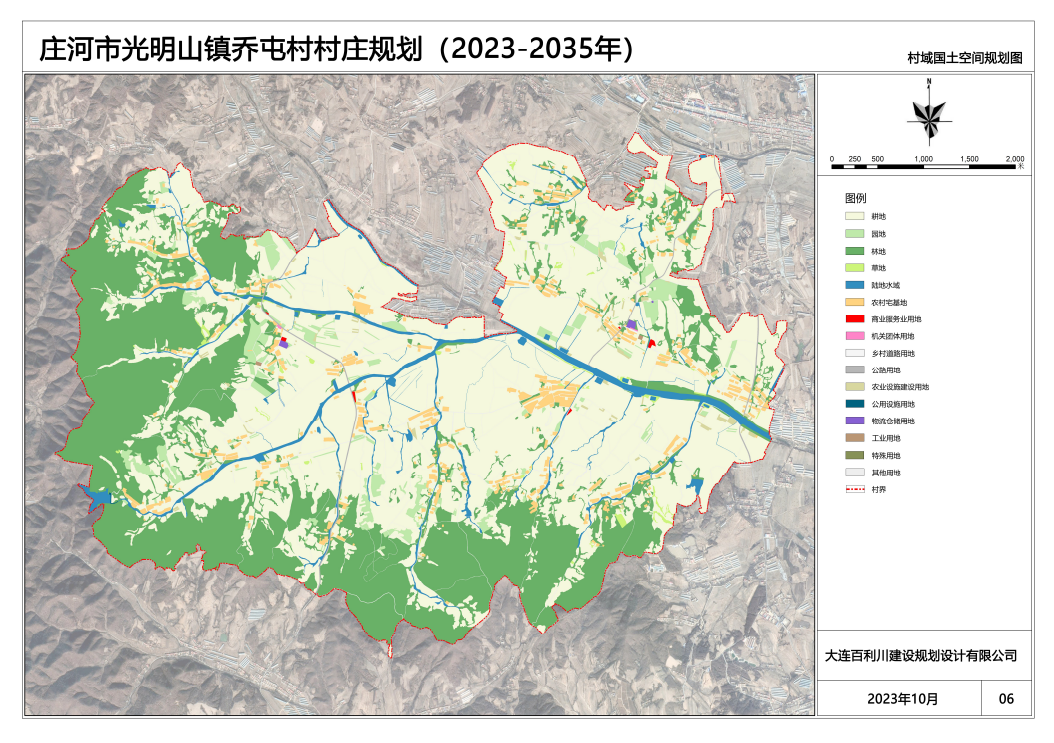 庄河市光明山镇乔屯村村庄规划（2023-2035年）
村域国土空间规划图
N
0 250 500 1,000 1,500 2,000
米
图例
耕地
园地
林地
草地
陆地水域
农村宅基地
商业服务业用地
机关团体用地
乡村道路用地
公路用地
农业设施建设用地
公用设施用地
物流仓储用地
工业用地
特殊用地
其他用地
村界
大连百利川建设规划设计有限公司
2023年10月
06